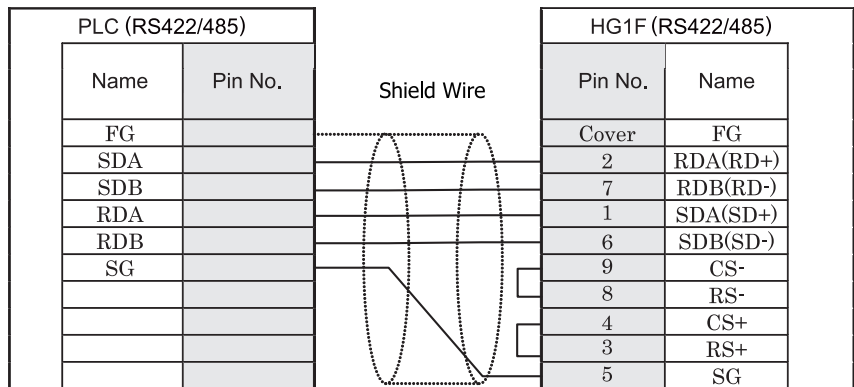 PLC (RS422/485)
HG1F (RS422/485)
Name Pin No. Shield Wire Pin No. Name
FG Cover FG
SDA 2 RDA(RD+)
SDB 7 RDB(RD-)
RDA 1 SDA(SD+)
RDB 6 SDB(SD-)
SG 9 CS-
8 RS-
4 CS+
3 RS+
5 SG